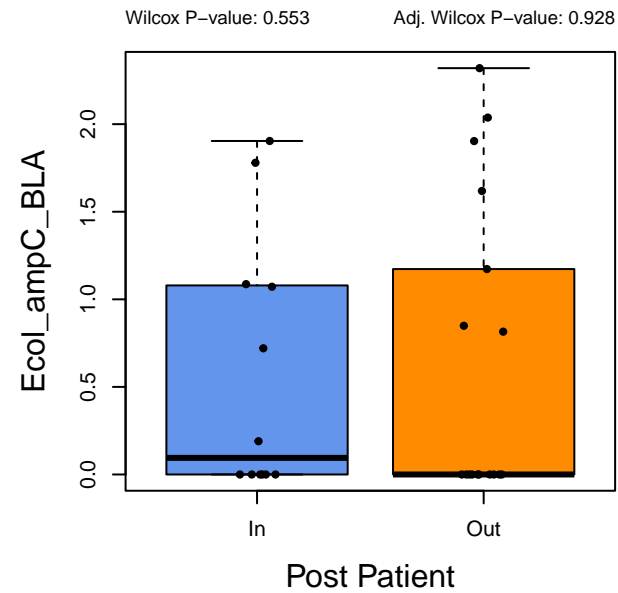 Wilcox P−value: 0.553
Adj. Wilcox P−value: 0.928
Ecol_ampC_BLA
2.0
1.5
1.0
0.5
0.0
In
Out
Post Patient